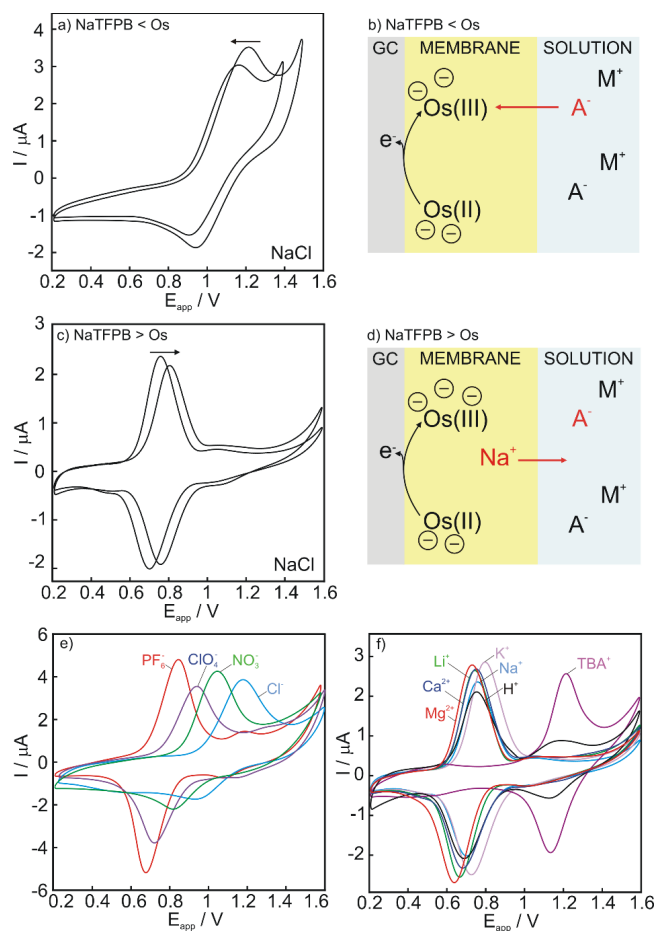 a) NaTFPB < Os
I / µA
4
3
2
1
0
-1
-2
0.2 0.4 0.6 0.8 1 1.2 1.4 1.6
E_app / V
NaCl
b) NaTFPB < Os
GC MEMBRANE SOLUTION
⊖ ⊖
M⁺
Os(III) A⁻
e⁻
M⁺
Os(II) A⁻
⊖ ⊖
c) NaTFPB > Os
I / µA
3
2
1
0
-1
-2
0.2 0.4 0.6 0.8 1.0 1.2 1.4 1.6
E_app / V
NaCl
d) NaTFPB > Os
GC MEMBRANE SOLUTION
⊖ ⊖ ⊖
M⁺
Os(III) A⁻
e⁻ Na⁺
M⁺
Os(II) A⁻
⊖ ⊖
e)
PF₆⁻ ClO₄⁻ NO₃⁻
Cl⁻
I / µA
6
4
2
0
-2
-4
-6
0.2 0.4 0.6 0.8 1.0 1.2 1.4 1.6
E_app / V
f)
K⁺
Li⁺ Na⁺ TBA⁺
Ca²⁺ H⁺
Mg²⁺
I / µA
4
3
2
1
0
-1
2
0.2 0.4 0.6 0.8 1.0 1.2 1.4 1.6
E_app / V